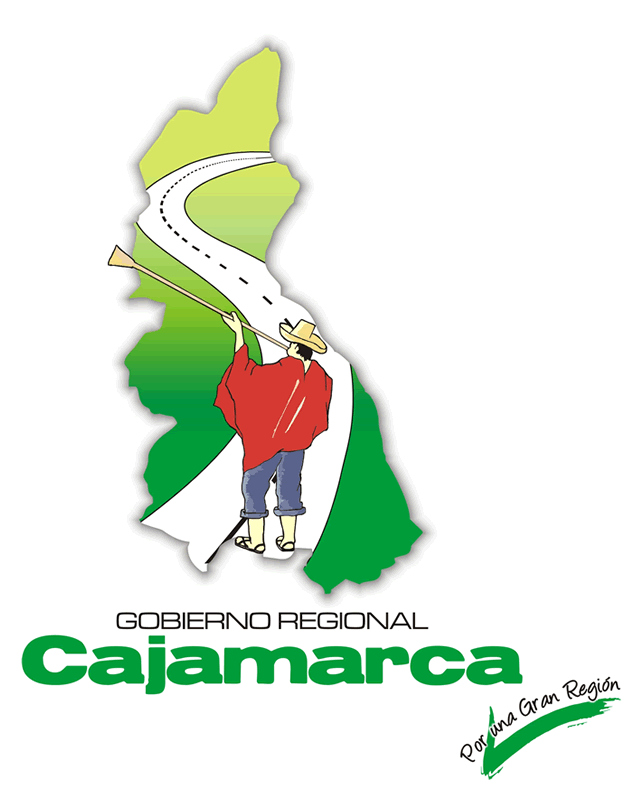 GOBIERNO REGIONAL
Cajamarca
Por una Gran Región